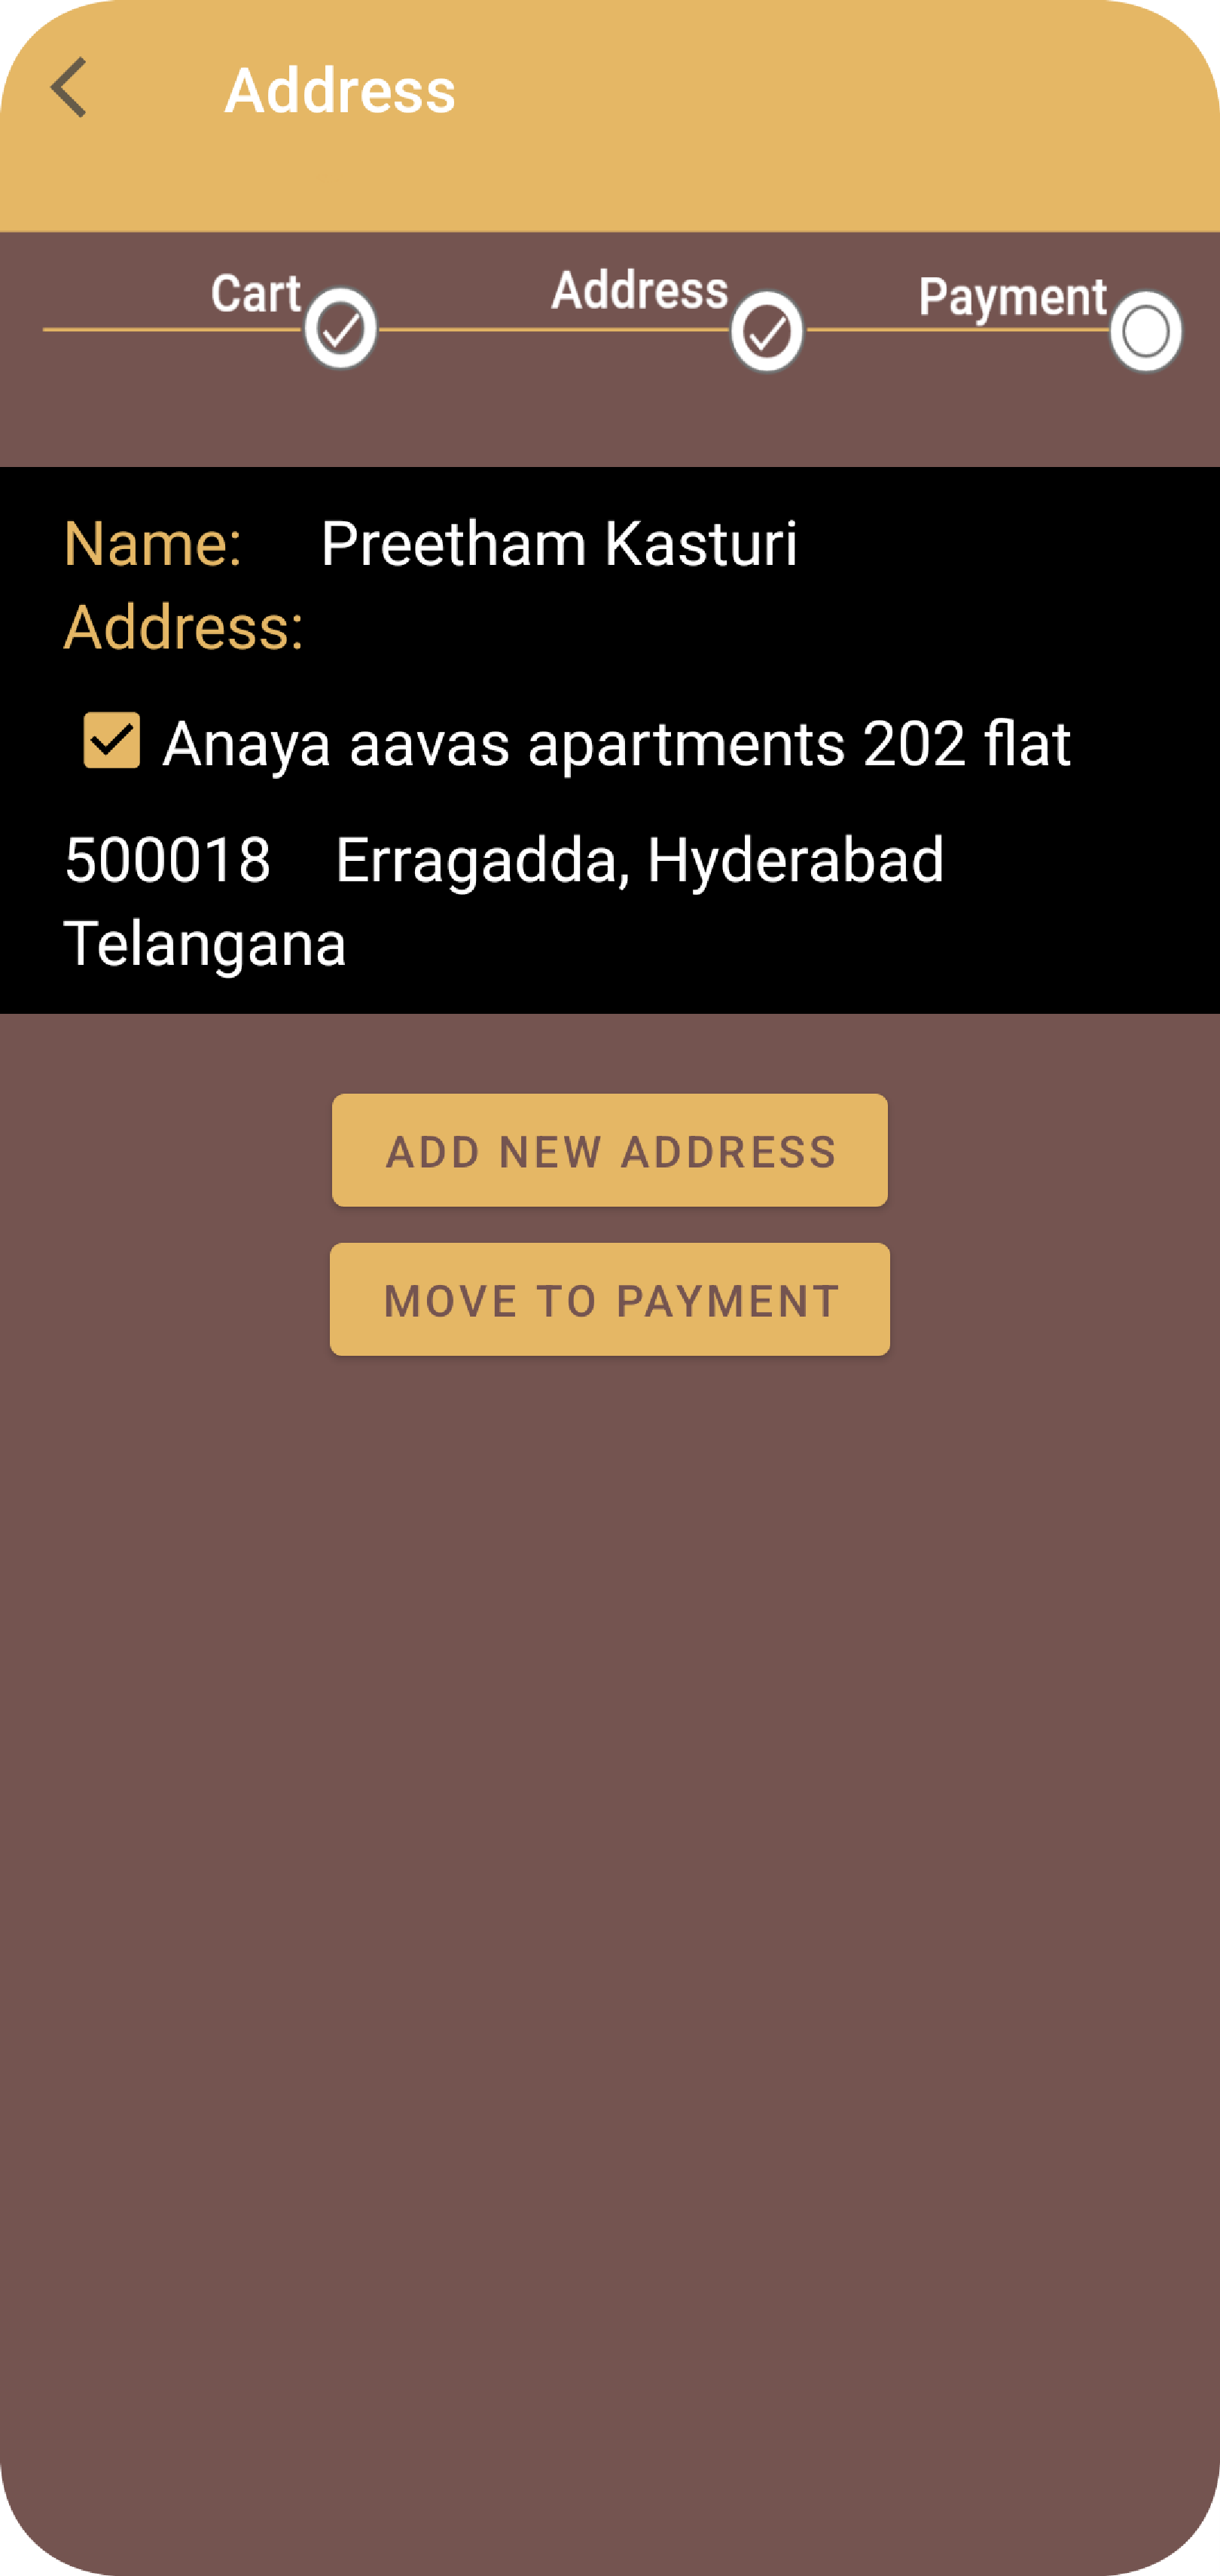 Address
Cart Address Payment
Name: Preetham Kasturi
Address:
Anaya aavas apartments 202 flat
500018 Erragadda, Hyderabad
Telangana
ADD NEW ADDRESS
MOVE TO PAYMENT